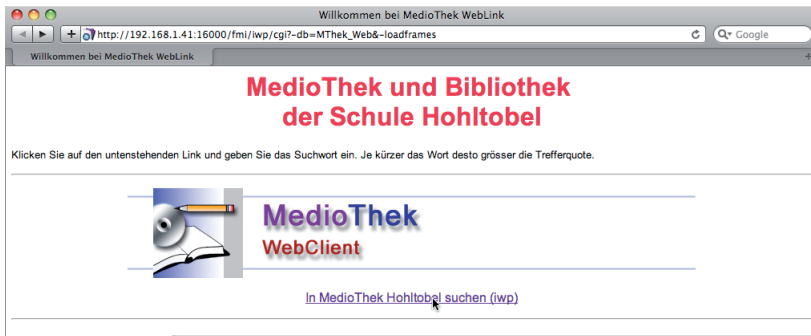 Willkommen bei MedioThek WebLink
http://192.168.1.41:16000/fmi/iwp/cgi?-db=MThek_Web&-loadframes
Google
Willkommen bei MedioThek WebLink
MedioThek und Bibliothek
der Schule Hohltobel
Klicken Sie auf den untenstehenden Link und geben Sie das Suchwort ein. Je kürzer das Wort desto grösser die Trefferquote.
MedioThek
WebClient
In MedioThek Hohltobel suchen (iwp)